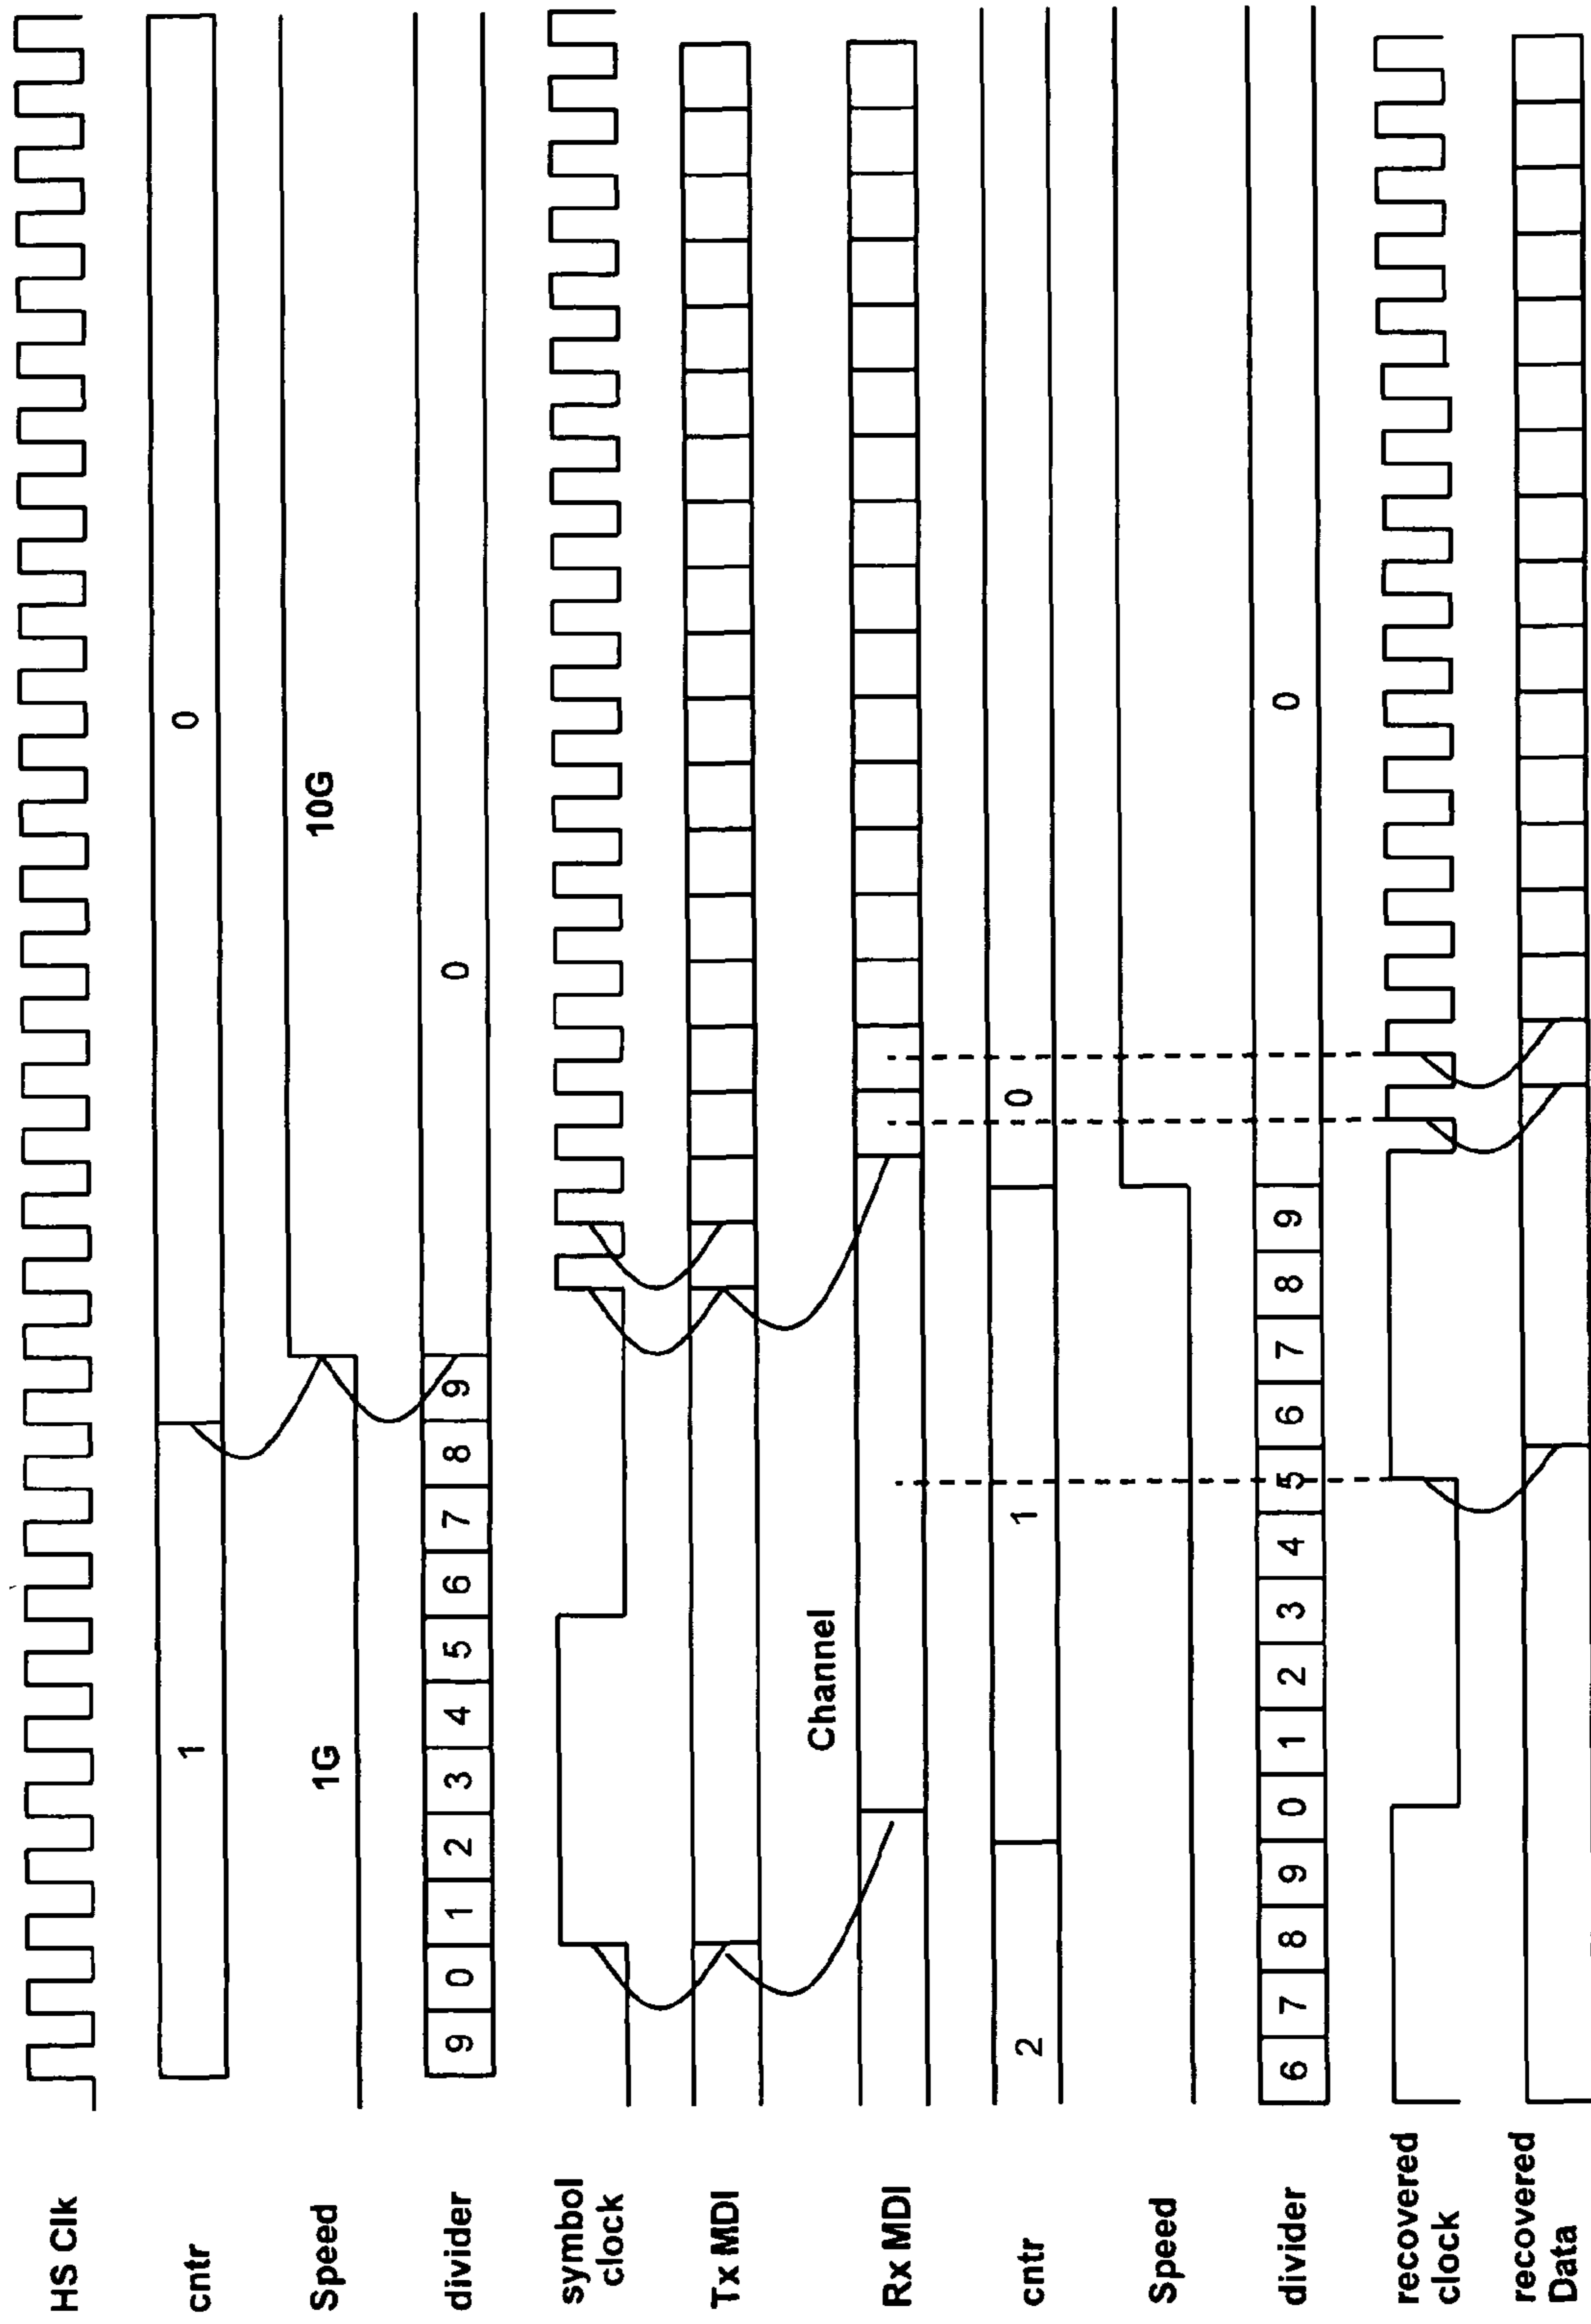 HS Clk
cntr 1 0
Speed 1G 10G
divider 9 0 1 2 3 4 5 6 7 8 9 0
symbol
clock
Tx MDI
Channel
Rx MDI
cntr 2 1 0
Speed
divider 6 7 8 9 0 1 2 3 4 5 6 7 8 9 0
recovered
clock
recovered
Data